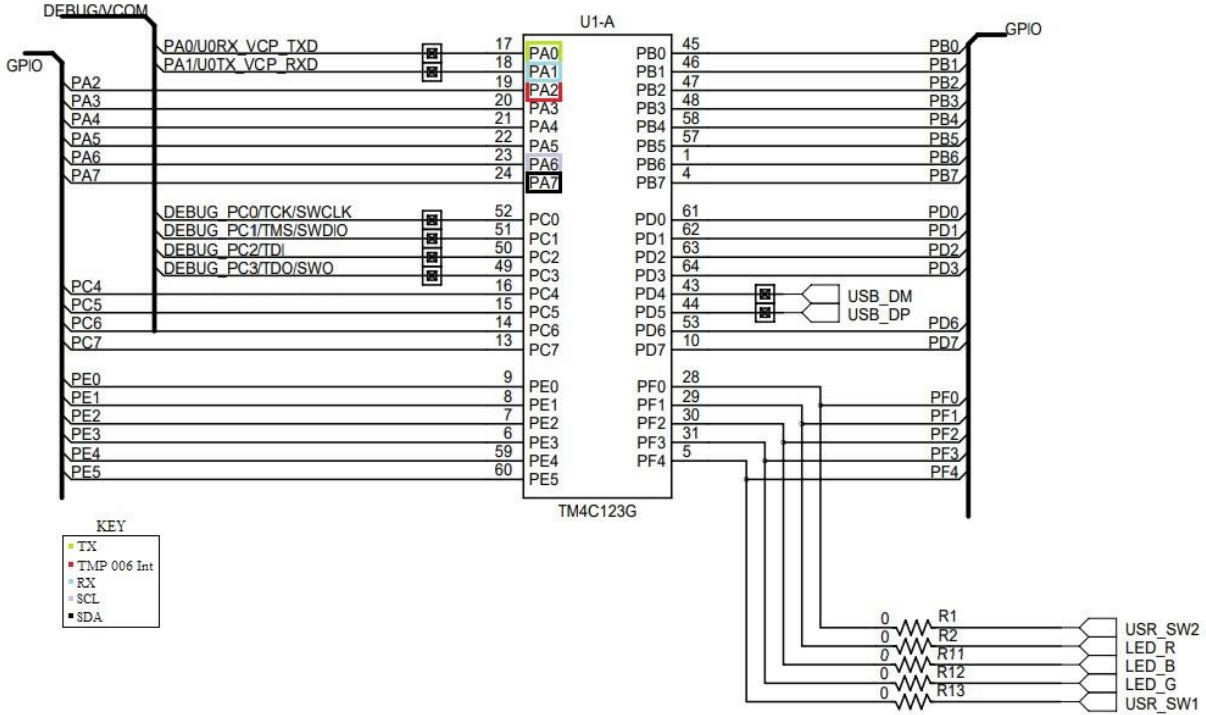 DEBUG/VCOM
U1-A
GPIO
GPIO
PA0/U0RX_VCP_TXD 17 PA0 PB0 45 PB0
PA1/U0TX_VCP_RXD 18 PA1 PB1 46 PB1
PA2 19 PA2 PB2 47 PB2
PA3 20 PA3 PB3 48 PB3
PA4 21 PA4 PB4 58 PB4
PA5 22 PA5 PB5 57 PB5
PA6 23 PA6 PB6 1 PB6
PA7 24 PA7 PB7 4 PB7
DEBUG_PC0/TCK/SWCLK 52 PC0 PD0 61 PD0
DEBUG_PC1/TMS/SWDIO 51 PC1 PD1 62 PD1
DEBUG_PC2/TDI 50 PC2 PD2 63 PD2
DEBUG_PC3/TDO/SWO 49 PC3 PD3 64 PD3
PC4 16 PC4 PD4 43 USB_DM
PC5 15 PC5 PD5 44 USB_DP
PC6 14 PC6 PD6 53 PD6
PC7 13 PC7 PD7 10 PD7
PE0 9 PE0 PF0 28 PF0
PE1 8 PE1 PF1 29 PF1
PE2 7 PE2 PF2 30 PF2
PE3 6 PE3 PF3 31 PF3
PE4 59 PE4 PF4 5 PF4
PE5 60 PE5
TM4C123G
KEY
TX
TMP 006 Int
RX
SCL
SDA
0 R1 USR_SW2
0 R2 LED_R
0 R11 LED_B
0 R12 LED_G
0 R13 USR_SW1